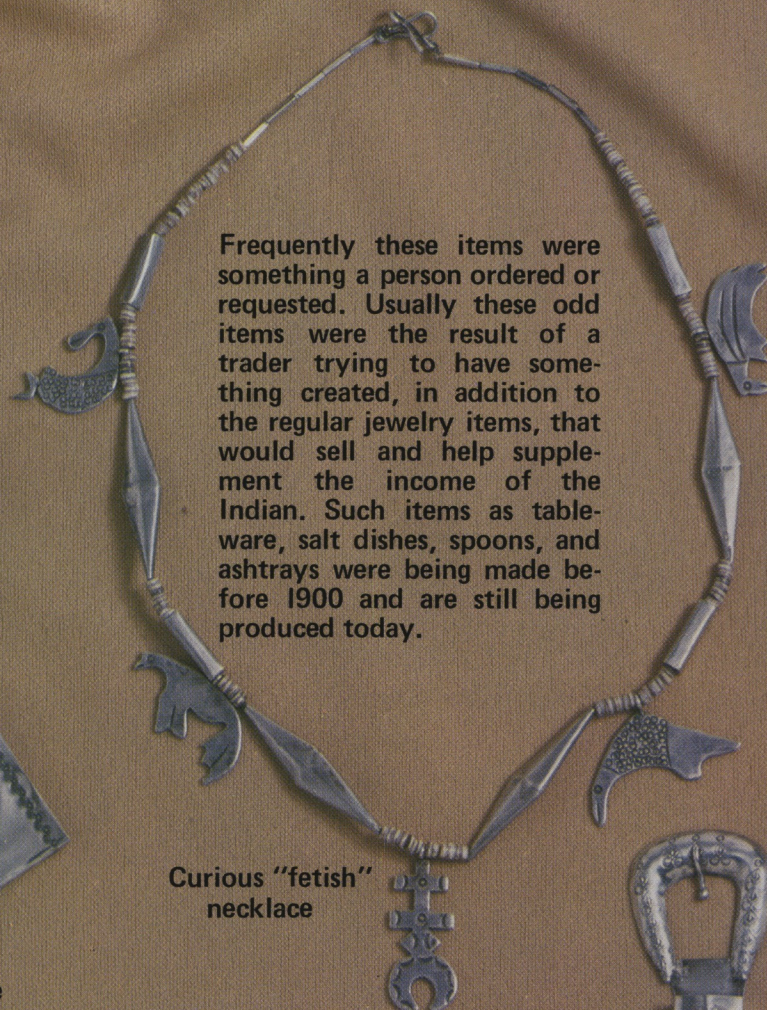 Frequently these items were
something a person ordered or
requested. Usually these odd
items were the result of a
trader trying to have some-
thing created, in addition to
the regular jewelry items, that
would sell and help supple-
ment the income of the
Indian. Such items as table-
ware, salt dishes, spoons, and
ashtrays were being made be-
fore 1900 and are still being
produced today.
Curious "fetish"
necklace
e